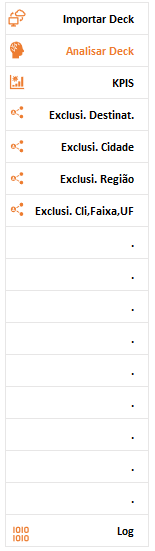 Importar Deck
Analisar Deck
KPIS
Exclusi. Destinat.
Exclusi. Cidade
Exclusi. Região
Exclusi. Cli,Faixa,UF
.
.
.
.
.
.
.
.
.
Log